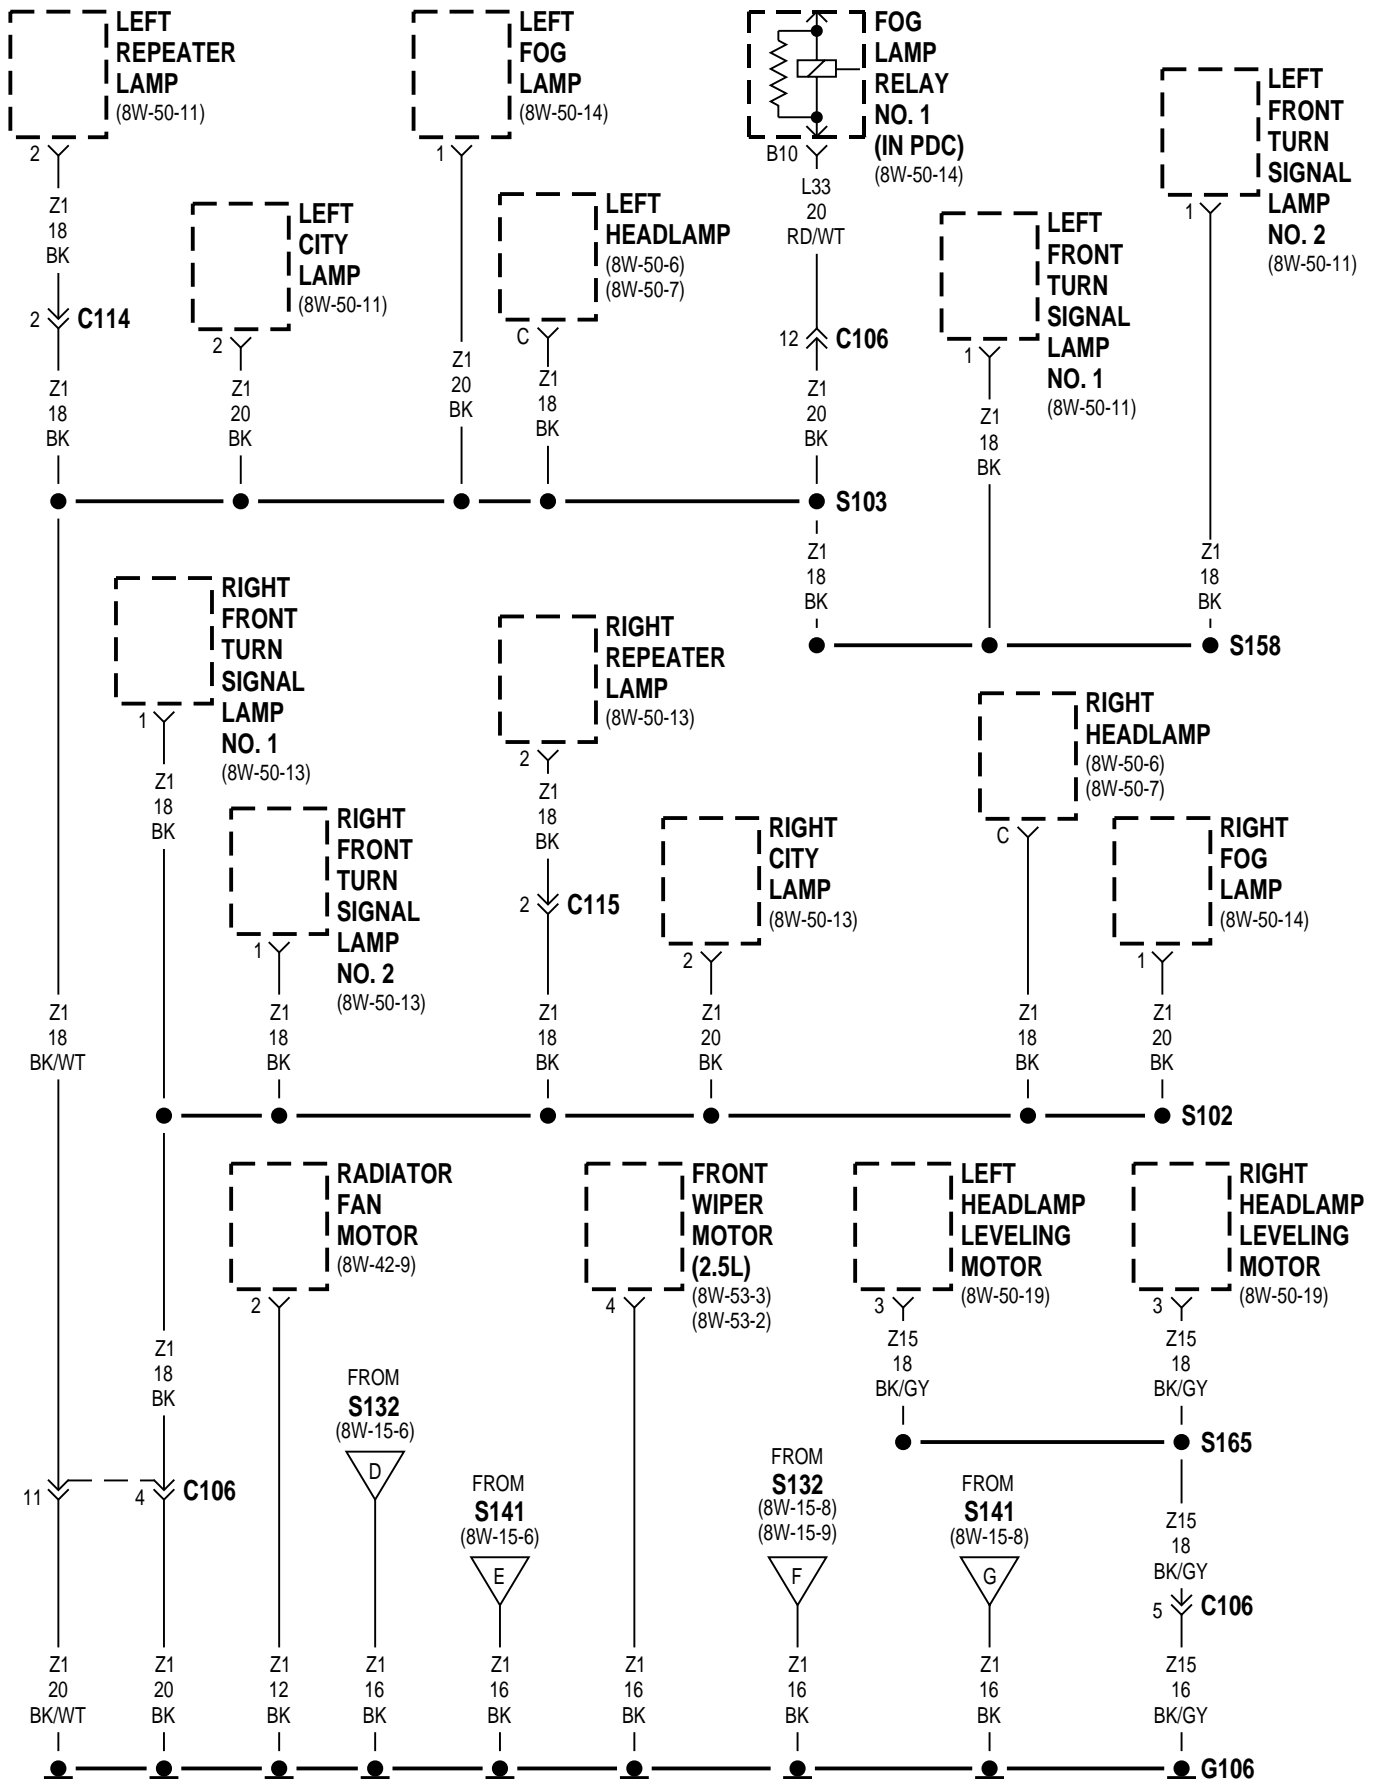 LEFT
REPEATER
LAMP
(8W-50-11)
2
Z1
18
BK
2
C114
Z1
18
BK
LEFT
CITY
LAMP
(8W-50-11)
2
Z1
20
BK
LEFT
FOG
LAMP
(8W-50-14)
1
Z1
20
BK
LEFT
HEADLAMP
(8W-50-6)
(8W-50-7)
C
Z1
18
BK
FOG
LAMP
RELAY
NO. 1
(IN PDC)
(8W-50-14)
B10
L33
20
RD/WT
12
C106
Z1
20
BK
S103
Z1
18
BK
LEFT
FRONT
TURN
SIGNAL
LAMP
NO. 1
(8W-50-11)
1
Z1
18
BK
LEFT
FRONT
TURN
SIGNAL
LAMP
NO. 2
(8W-50-11)
1
Z1
18
BK
S158
RIGHT
FRONT
TURN
SIGNAL
LAMP
NO. 1
(8W-50-13)
1
Z1
18
BK
RIGHT
FRONT
TURN
SIGNAL
LAMP
NO. 2
(8W-50-13)
1
Z1
18
BK
RIGHT
REPEATER
LAMP
(8W-50-13)
2
Z1
18
BK
2
C115
Z1
18
BK
RIGHT
CITY
LAMP
(8W-50-13)
2
Z1
20
BK
RIGHT
HEADLAMP
(8W-50-6)
(8W-50-7)
C
Z1
18
BK
RIGHT
FOG
LAMP
(8W-50-14)
1
Z1
20
BK
S102
Z1
18
BK/WT
Z1
18
BK
11
4
C106
Z1
20
BK/WT
Z1
20
BK
RADIATOR
FAN
MOTOR
(8W-42-9)
2
Z1
12
BK
FROM
S132
(8W-15-6)
D
Z1
16
BK
FROM
S141
(8W-15-6)
E
Z1
16
BK
FRONT
WIPER
MOTOR
(2.5L)
(8W-53-3)
(8W-53-2)
4
Z1
16
BK
FROM
S132
(8W-15-8)
(8W-15-9)
F
Z1
16
BK
FROM
S141
(8W-15-8)
G
Z1
16
BK
LEFT
HEADLAMP
LEVELING
MOTOR
(8W-50-19)
3
Z15
18
BK/GY
RIGHT
HEADLAMP
LEVELING
MOTOR
(8W-50-19)
3
Z15
18
BK/GY
S165
Z15
18
BK/GY
5
C106
Z15
16
BK/GY
G106